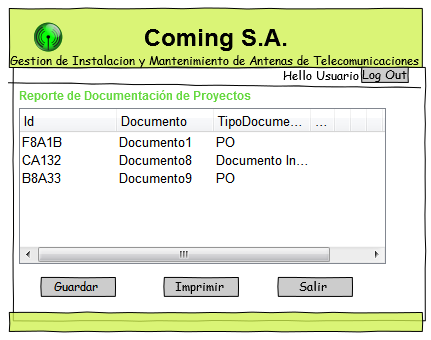 Coming S.A.
Gestion de Instalacion y Mantenimiento de Antenas de Telecomunicaciones
Hello Usuario Log Out
Reporte de Documentación de Proyectos
Id Documento TipoDocume... ...
F8A1B Documento1 PO
CA132 Documento8 Documento In...
B8A33 Documento9 PO
Guardar Imprimir Salir